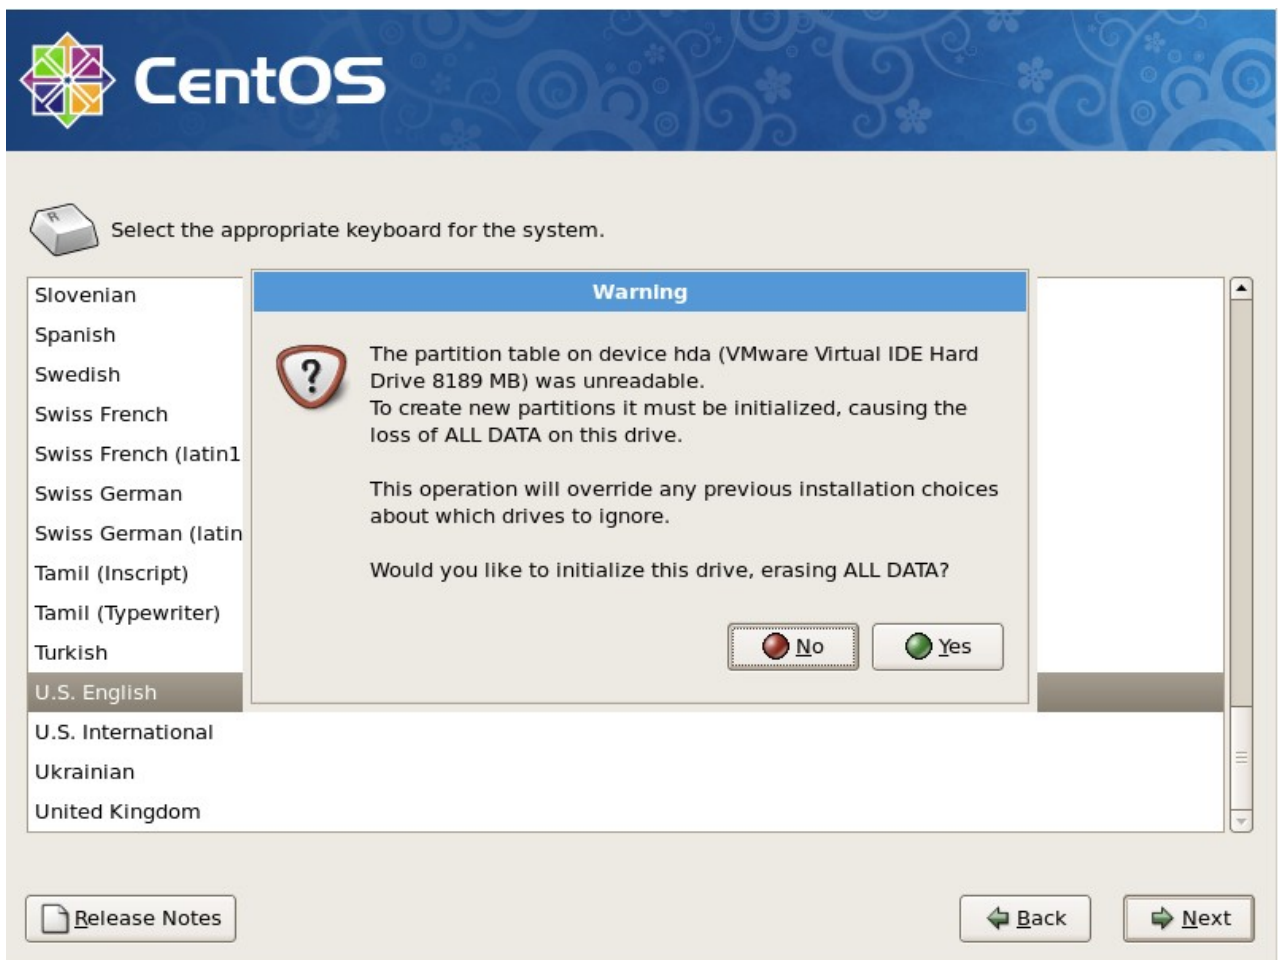 CentOS
Select the appropriate keyboard for the system.
Slovenian
Spanish
Swedish
Swiss French
Swiss French (latin1
Swiss German
Swiss German (latin
Tamil (Inscript)
Tamil (Typewriter)
Turkish
U.S. English
U.S. International
Ukrainian
United Kingdom
Warning
The partition table on device hda (VMware Virtual IDE Hard
Drive 8189 MB) was unreadable.
To create new partitions it must be initialized, causing the
loss of ALL DATA on this drive.
This operation will override any previous installation choices
about which drives to ignore.
Would you like to initialize this drive, erasing ALL DATA?
No
Yes
Release Notes
Back
Next
R